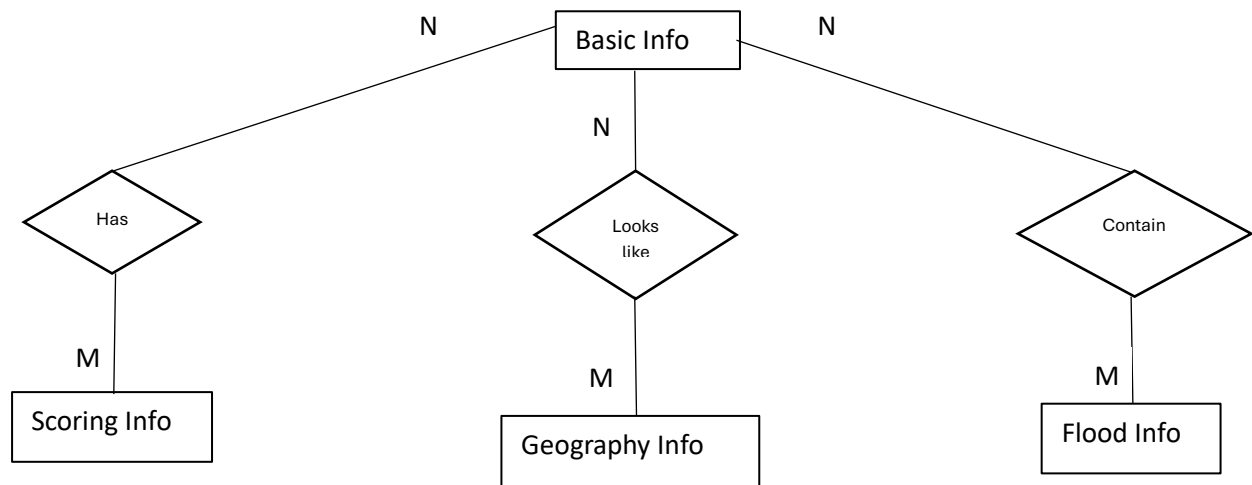 N
Basic Info
N
N
Has
Looks
like
Contain
M
M
M
Scoring Info
Geography Info
Flood Info